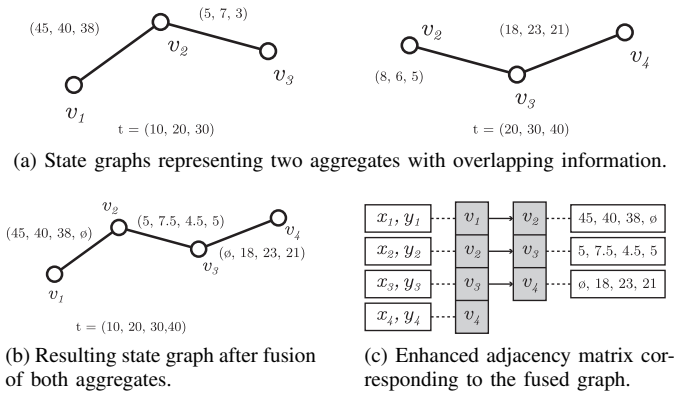 (45, 40, 38)
(5, 7, 3)
v2
v3
v1
t = (10, 20, 30)
v2
(18, 23, 21)
v4
(8, 6, 5)
v3
t = (20, 30, 40)
(a) State graphs representing two aggregates with overlapping information.
v2
(5, 7.5, 4.5, 5)
(45, 40, 38, ø)
v4
(ø, 18, 23, 21)
v3
v1
t = (10, 20, 30,40)
(b) Resulting state graph after fusion
of both aggregates.
x1, y1 v1 v2 45, 40, 38, ø
x2, y2 v2 v3 5, 7.5, 4.5, 5
x3, y3 v3 v4 ø, 18, 23, 21
x4, y4 v4
(c) Enhanced adjacency matrix cor-
responding to the fused graph.